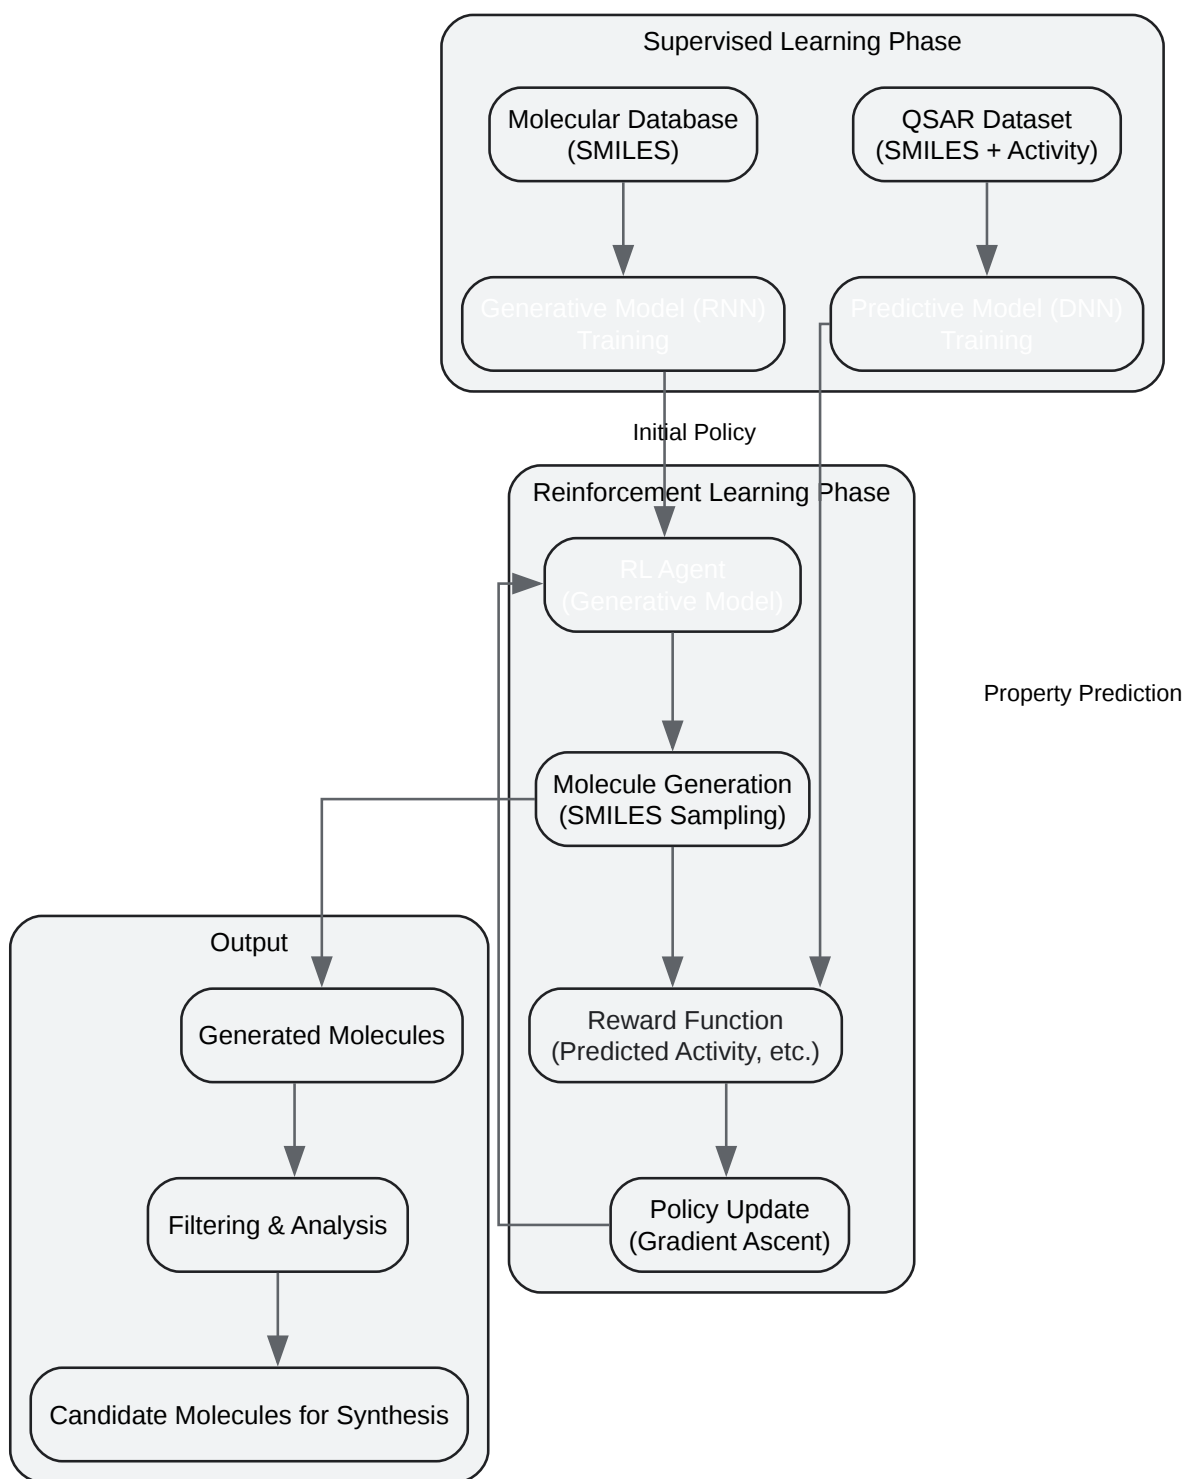 Supervised Learning Phase
Molecular Database
(SMILES)
QSAR Dataset
(SMILES + Activity)
Generative Model (RNN)
Training
Predictive Model (DNN)
Training
Initial Policy
Reinforcement Learning Phase
RL Agent
(Generative Model)
Property Prediction
Molecule Generation
(SMILES Sampling)
Output
Generated Molecules
Reward Function
(Predicted Activity, etc.)
Filtering & Analysis
Policy Update
(Gradient Ascent)
Candidate Molecules for Synthesis